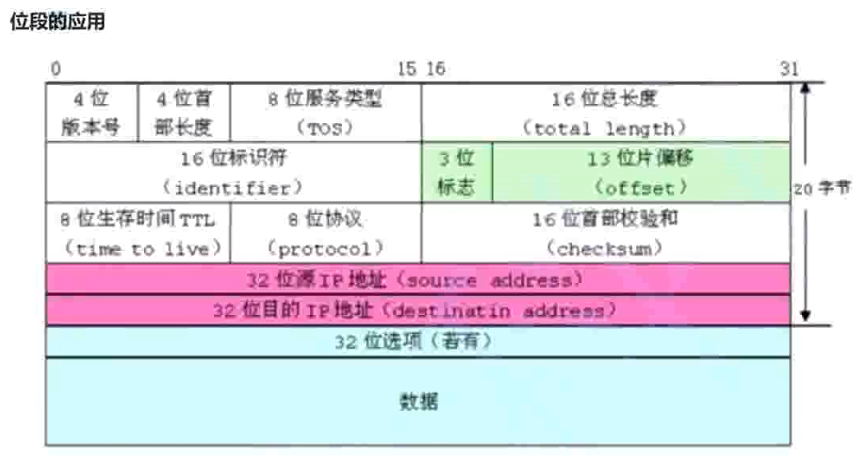 位段的应用
0 15 16 31
4 位 版本号
4 位首 部长度
8 位服务类型 (TOS)
16 位总长度 (total length)
16 位标识符 (identifier)
3 位 标志
13 位片偏移 (offset)
20 字节
8 位生存时间 TTL (time to live)
8 位协议 (protocol)
16 位首部校验和 (checksum)
32 位源 IP 地址 (source address)
32 位目的 IP 地址 (destinatin address)
32 位选项 (若有)
数据